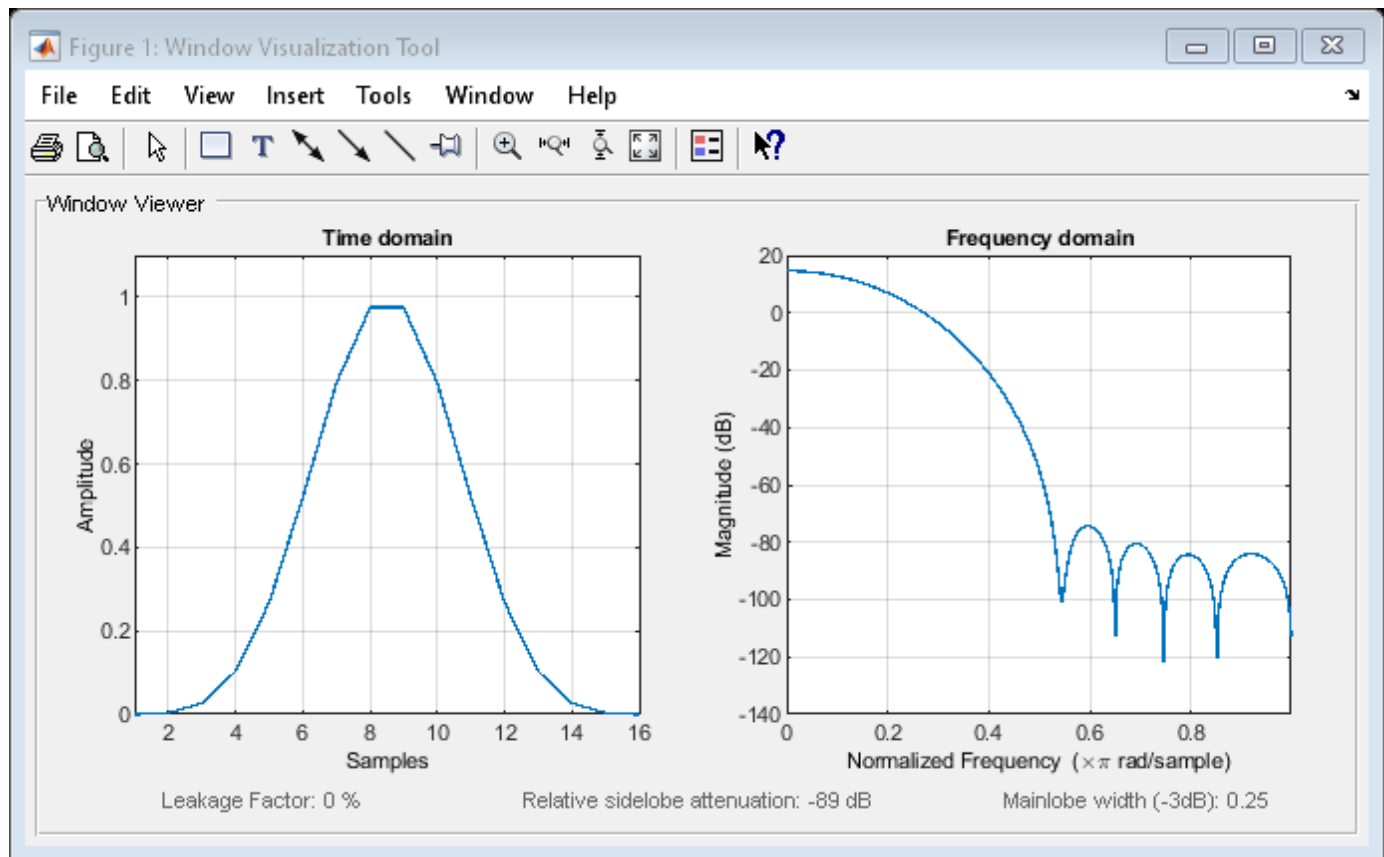 Figure 1: Window Visualization Tool
File Edit View Insert Tools Window Help
T
?
Window Viewer
Time domain
1
0.8
0.6
0.4
0.2
0
2 4 6 8 10 12 14 16
Amplitude
Samples
Frequency domain
20
0
-20
-40
-60
-80
-100
-120
-140
0 0.2 0.4 0.6 0.8
Magnitude (dB)
Normalized Frequency (×π rad/sample)
Leakage Factor: 0 % Relative sidelobe attenuation: -89 dB Mainlobe width (-3dB): 0.25